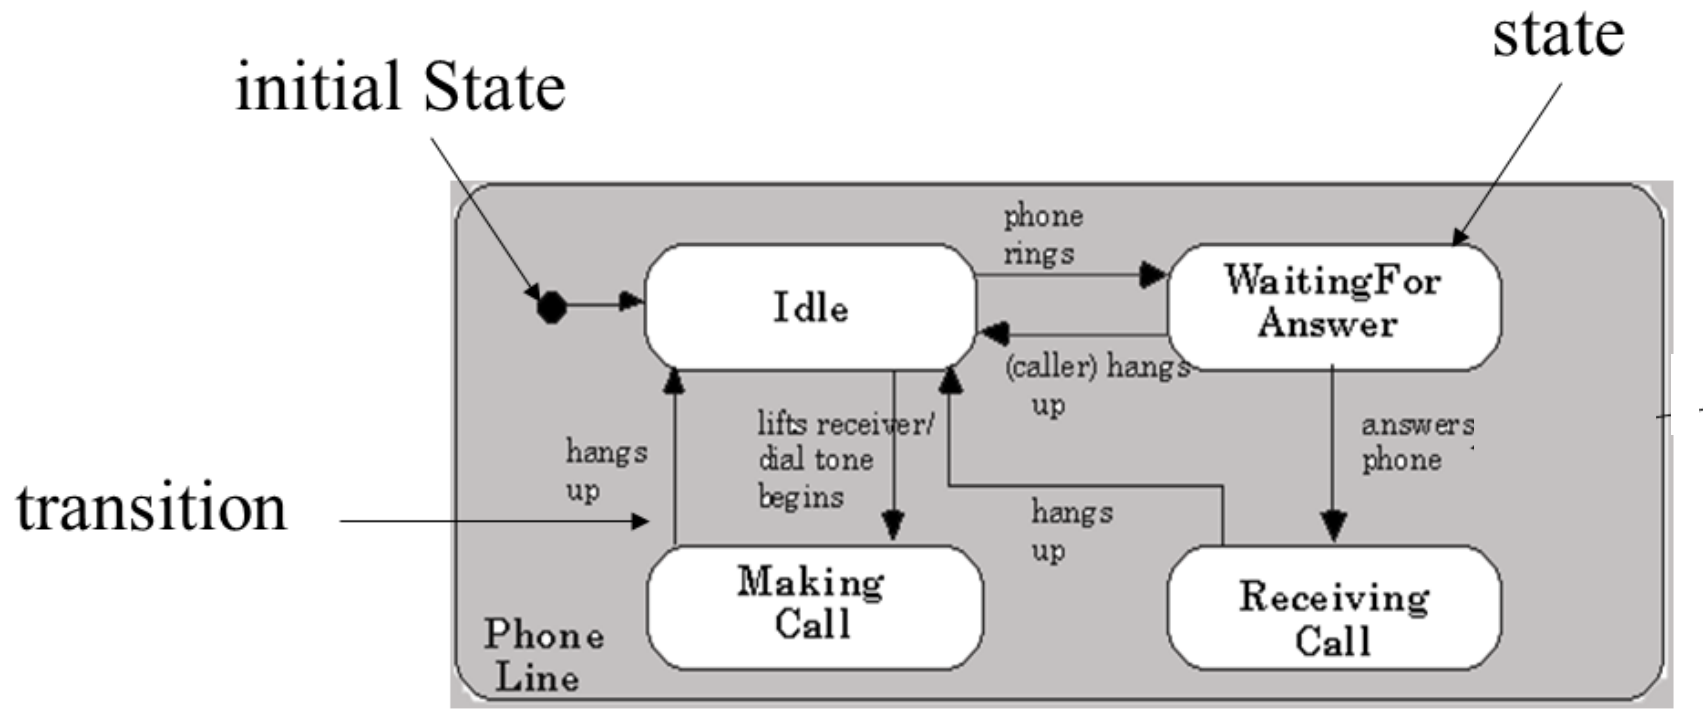 state
initial State
phone
rings
Idle
WaitingFor
Answer
(caller) hangs
up
hangs
up
lifts receiver/
dial tone
begins
answers
phone
transition
hangs
up
Making
Call
Receiving
Call
Phone
Line